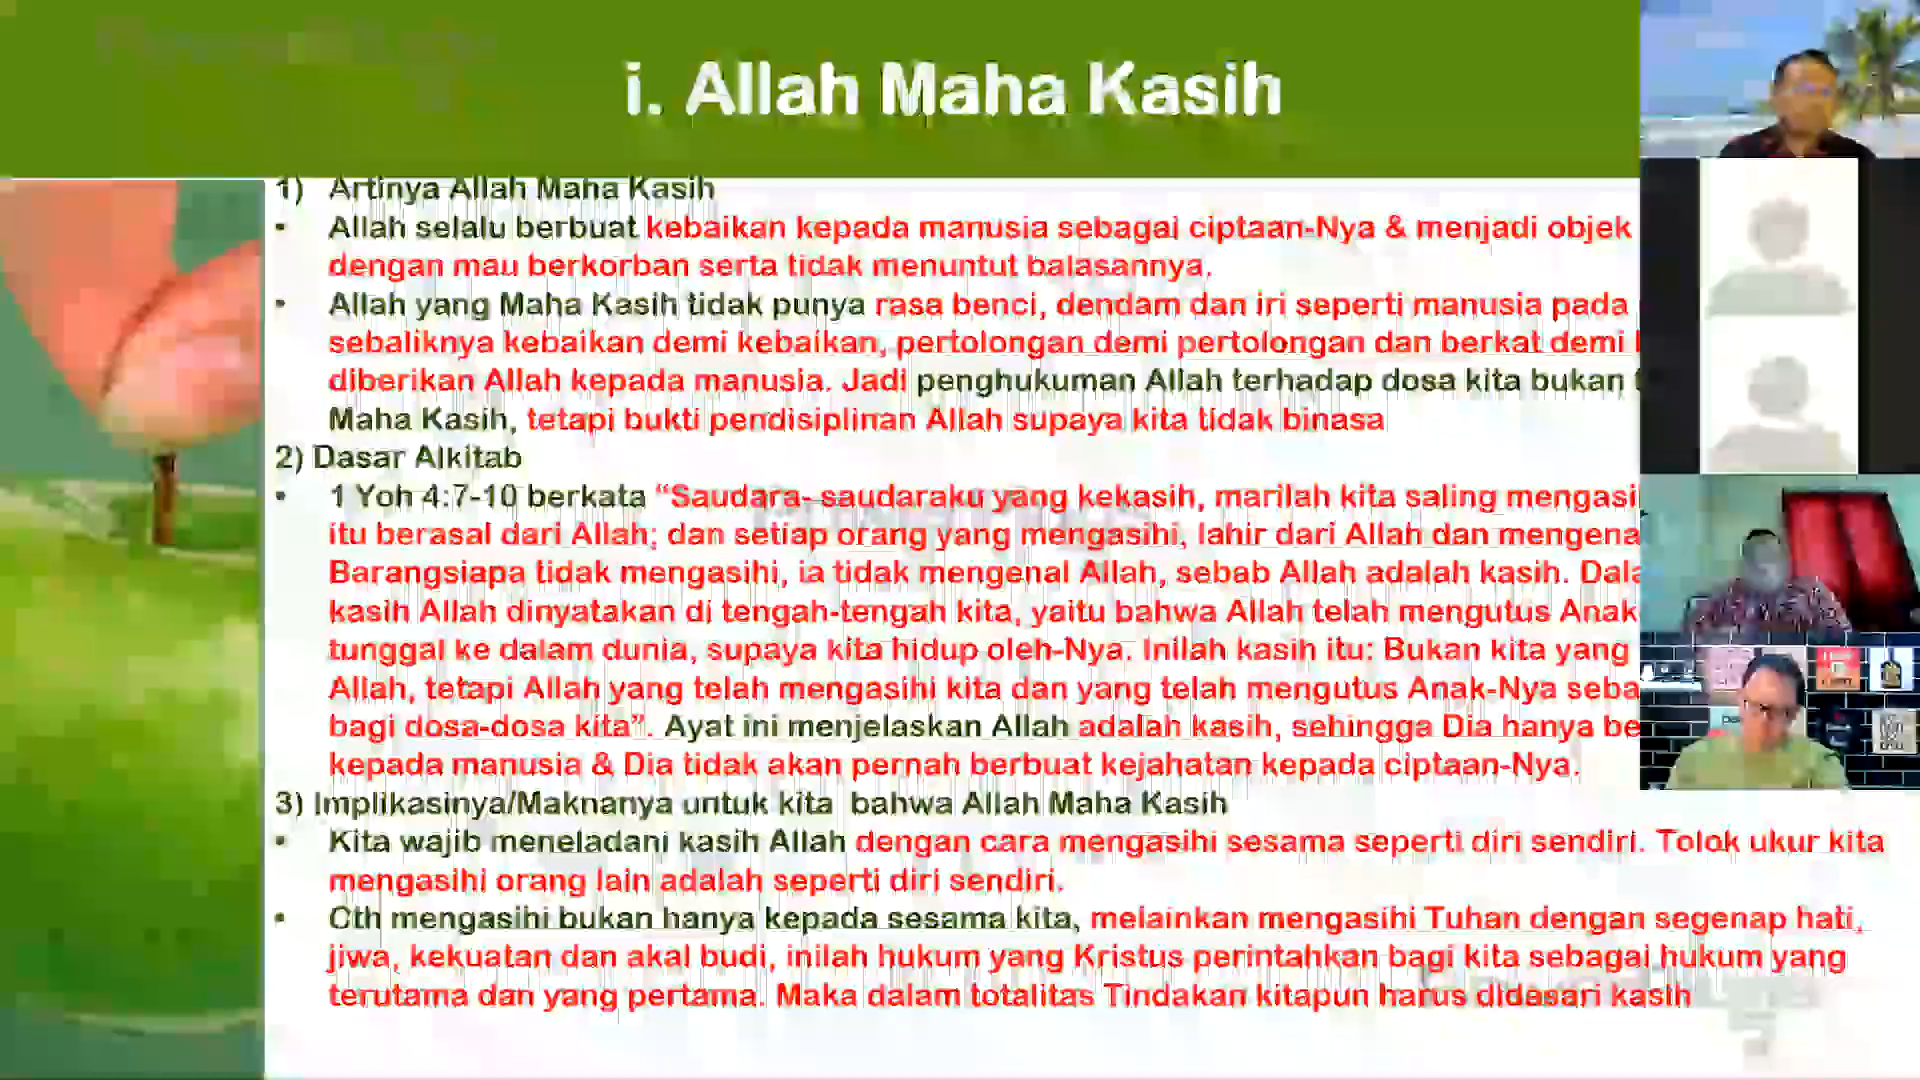 i. Allah Maha Kasih
1) Artinya Allah Maha Kasih
• Allah selalu berbuat kebaikan kepada manusia sebagai ciptaan-Nya & menjadi objek
dengan mau berkorban serta tidak menuntut balasannya.
• Allah yang Maha Kasih tidak punya rasa benci, dendam dan iri seperti manusia pada
sebaliknya kebaikan demi kebaikan, pertolongan demi pertolongan dan berkat demi
diberikan Allah kepada manusia. Jadi penghukuman Allah terhadap dosa kita bukan
Maha Kasih, tetapi bukti pendisiplinan Allah supaya kita tidak binasa
2) Dasar Alkitab
• 1 Yoh 4:7-10 berkata “Saudara- saudaraku yang kekasih, marilah kita saling mengasi
itu berasal dari Allah; dan setiap orang yang mengasihi, lahir dari Allah dan mengena
Barangsiapa tidak mengasihi, ia tidak mengenal Allah, sebab Allah adalah kasih. Dala
kasih Allah dinyatakan di tengah-tengah kita, yaitu bahwa Allah telah mengutus Anak
tunggal ke dalam dunia, supaya kita hidup oleh-Nya. Inilah kasih itu: Bukan kita yang
Allah, tetapi Allah yang telah mengasihi kita dan yang telah mengutus Anak-Nya seba
bagi dosa-dosa kita”. Ayat ini menjelaskan Allah adalah kasih, sehingga Dia hanya be
kepada manusia & Dia tidak akan pernah berbuat kejahatan kepada ciptaan-Nya.
3) Implikasinya/Maknanya untuk kita bahwa Allah Maha Kasih
• Kita wajib meneladani kasih Allah dengan cara mengasihi sesama seperti diri sendiri. Tolok ukur kita
mengasihi orang lain adalah seperti diri sendiri.
• Cth mengasihi bukan hanya kepada sesama kita, melainkan mengasihi Tuhan dengan segenap hati,
jiwa, kekuatan dan akal budi, inilah hukum yang Kristus perintahkan bagi kita sebagai hukum yang
terutama dan yang pertama. Maka dalam totalitas Tindakan kitapun harus didasari kasih